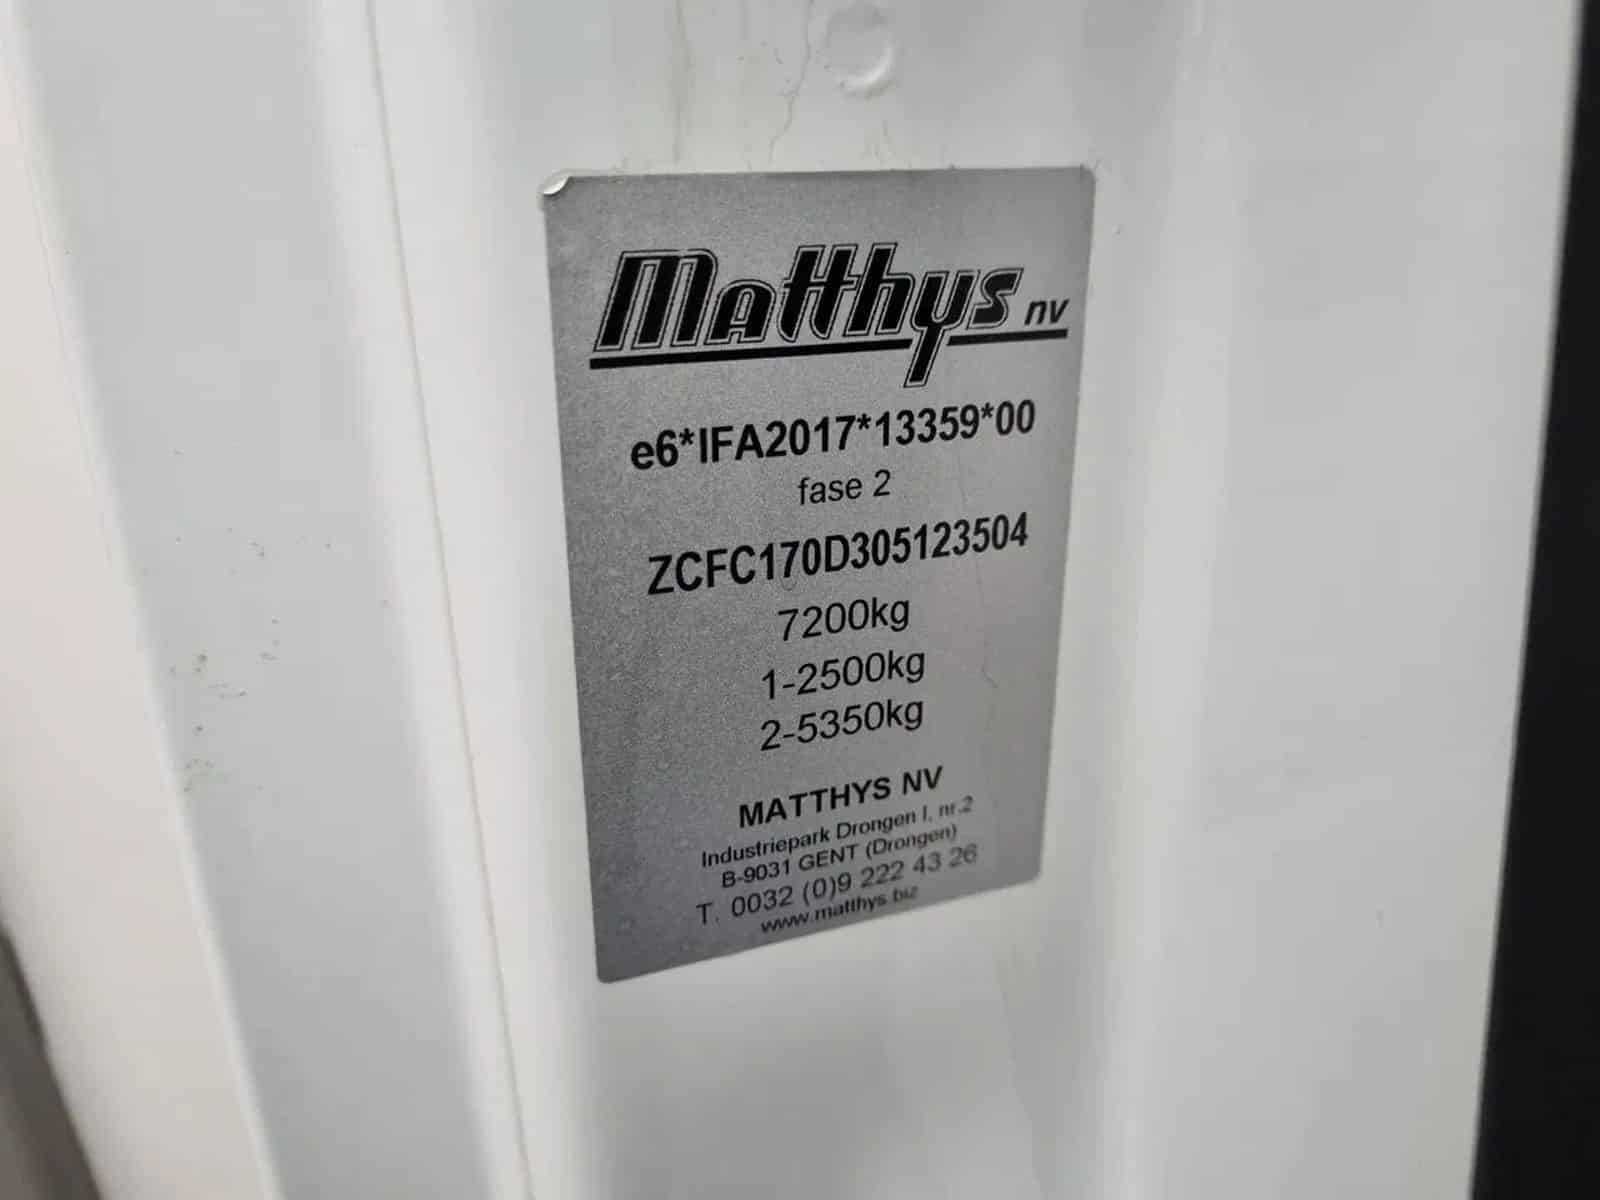 Matthys nv
e6*IFA2017*13359*00
fase 2
ZCFC170D305123504
7200kg
1-2500kg
2-5350kg
MATTHYS NV
Industriepark Drongen I, nr.2
B-9031 GENT (Drongen)
T. 0032 (0)9 222 43 26
www.matthys.biz